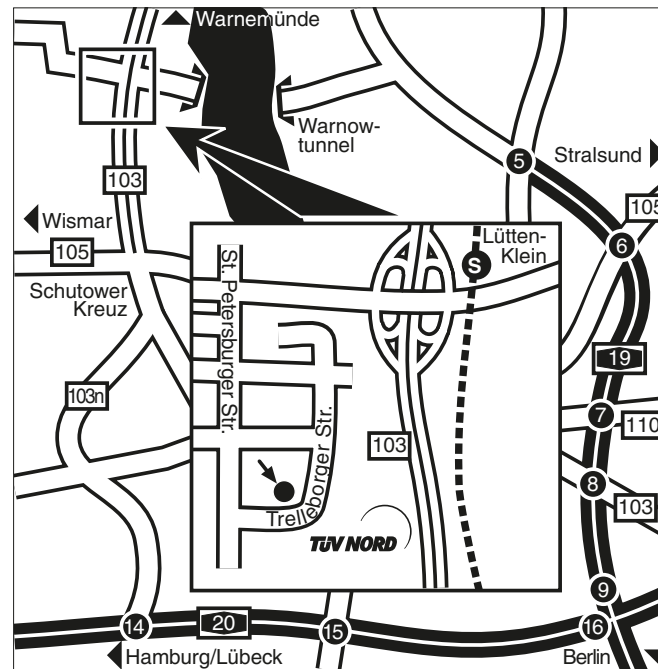 Warnemünde
Warnow-
tunnel
5
Stralsund
103
105
Wismar
Lütten-
Klein
S
6
105
Schutower
Kreuz
St. Petersburger Str.
19
103n
7
110
Trelleborger Str.
103
8
103
TÜV NORD
9
14
20
15
16
Hamburg/Lübeck
Berlin